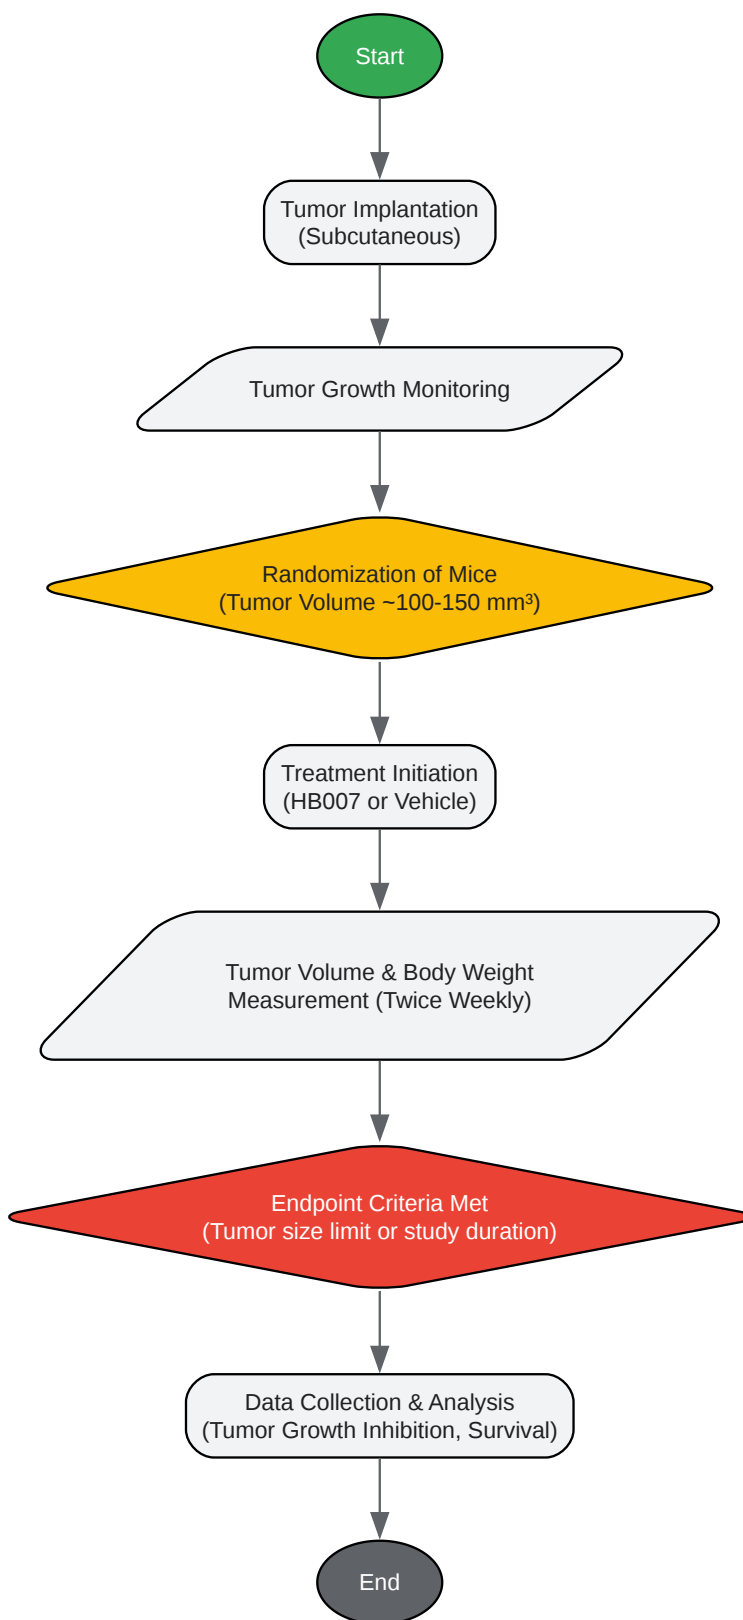 Start
Tumor Implantation
(Subcutaneous)
Tumor Growth Monitoring
Randomization of Mice
(Tumor Volume ~100-150 mm³)
Treatment Initiation
(HB007 or Vehicle)
Tumor Volume & Body Weight
Measurement (Twice Weekly)
Endpoint Criteria Met
(Tumor size limit or study duration)
Data Collection & Analysis
(Tumor Growth Inhibition, Survival)
End